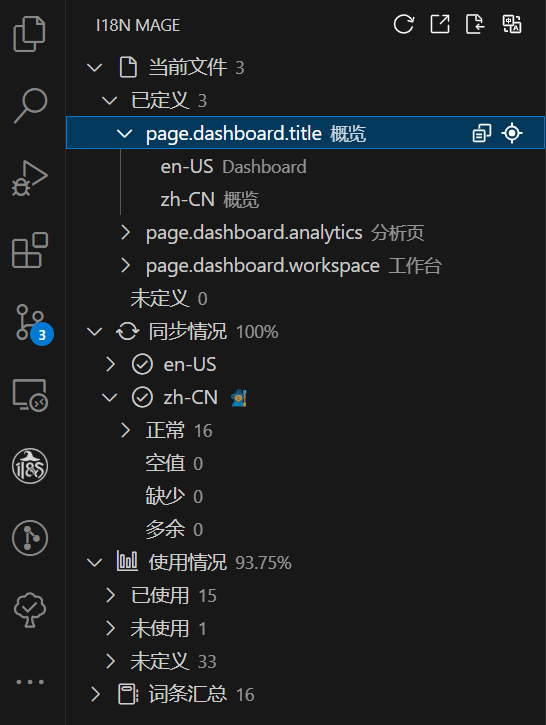 I18N MAGE
当前文件 3
已定义 3
page.dashboard.title 概览
en-US Dashboard
zh-CN 概览
page.dashboard.analytics 分析页
page.dashboard.workspace 工作台
未定义 0
同步情况 100%
en-US
zh-CN
正常 16
空值 0
缺少 0
多余 0
使用情况 93.75%
已使用 15
未使用 1
未定义 33
词条汇总 16
3
i18s